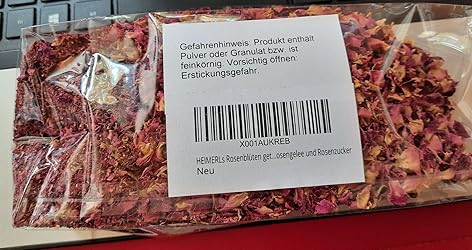 Gefahrenhinweis: Produkt enthält
Pulver oder Granulat bzw. ist
feinkörnig. Vorsichtig öffnen:
Erstickungsgefahr.
X001AUKREB
HEIMERLs Rosenblüten get...osengelee und Rosenzucker
Neu